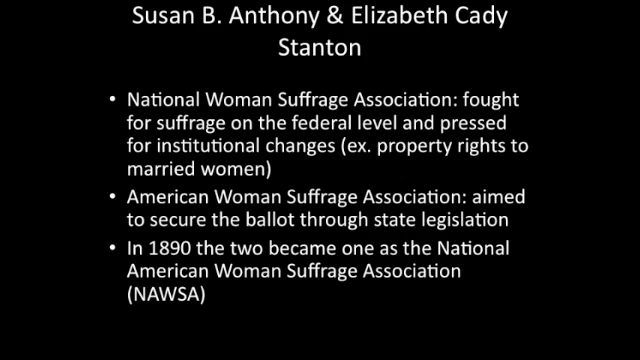 Susan B. Anthony & Elizabeth Cady
Stanton
• National Woman Suffrage Association: fought
for suffrage on the federal level and pressed
for institutional changes (ex. property rights to
married women)
• American Woman Suffrage Association: aimed
to secure the ballot through state legislation
• In 1890 the two became one as the National
American Woman Suffrage Association
(NAWSA)